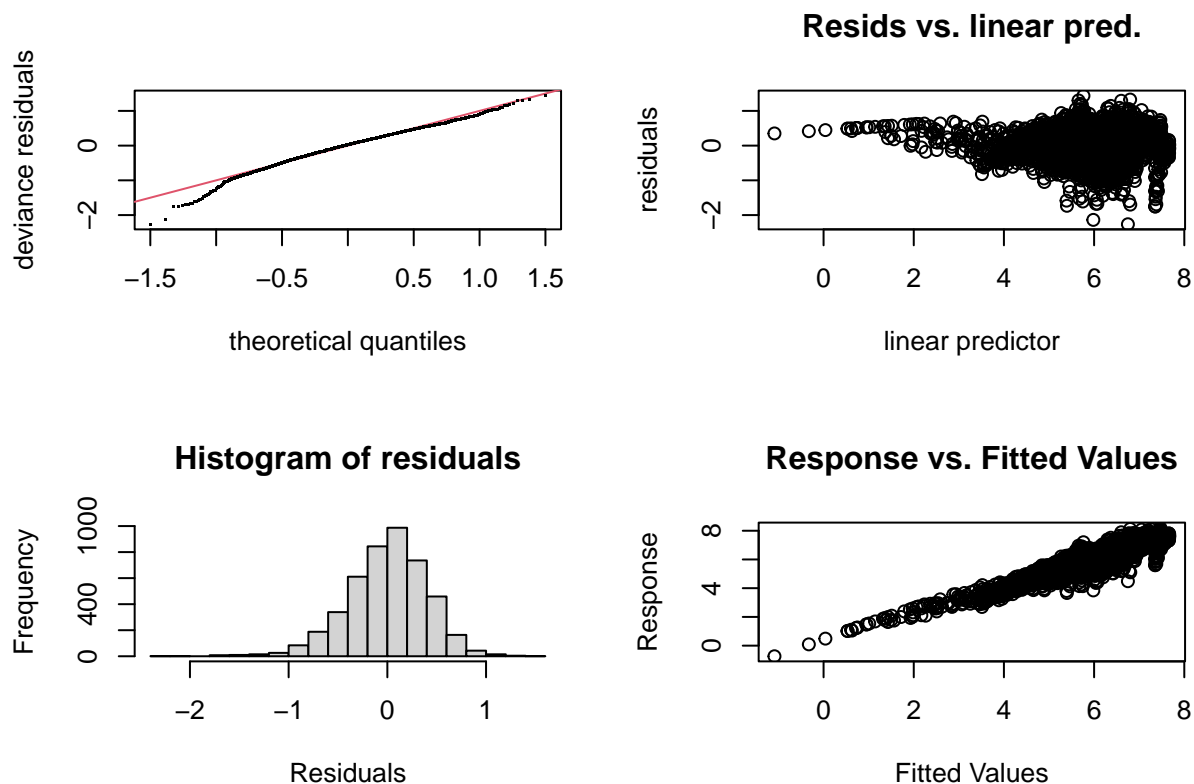 deviance residuals
0
−2
−1.5
−0.5
0.5
1.0
1.5
theoretical quantiles
Resids vs. linear pred.
residuals
0
−2
0
2
4
6
8
linear predictor
Histogram of residuals
Frequency
1000
400
0
−2
−1
0
1
Residuals
Response vs. Fitted Values
Response
8
4
0
0
2
4
6
8
Fitted Values